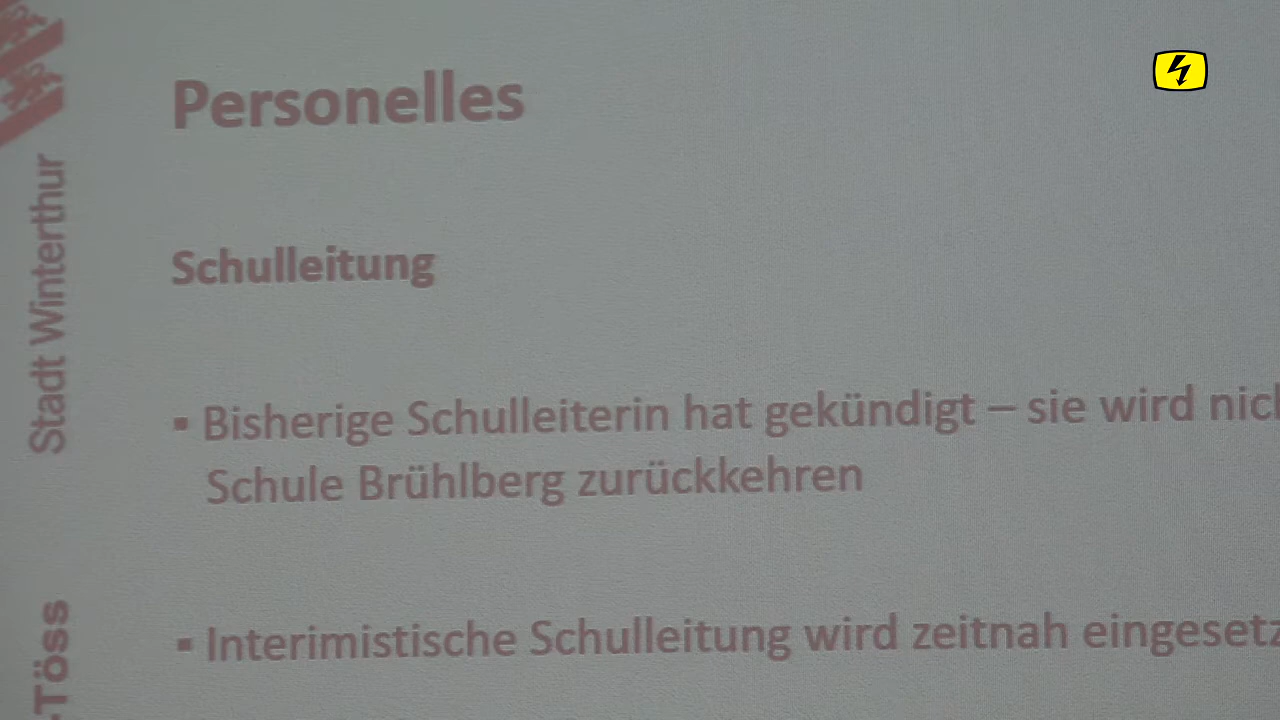 Personelles
Schulleitung
▪ Bisherige Schulleiterin hat gekündigt – sie wird
Schule Brühlberg zurückkehren
▪ Interimistische Schulleitung wird zeitnah
Stadt Winterthur
-Töss